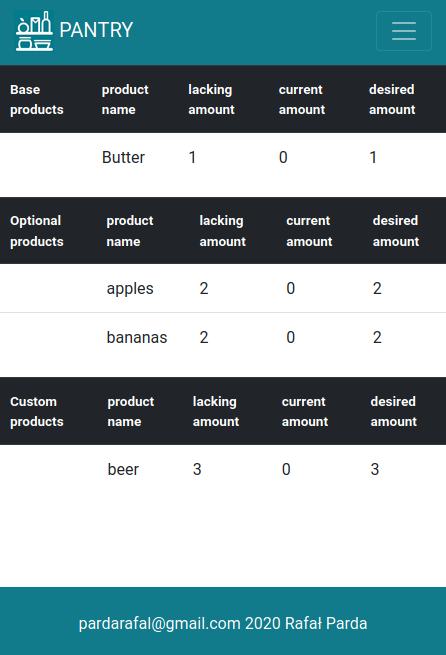 PANTRY
Base products product name lacking amount current amount desired amount
Butter 1 0 1
Optional products product name lacking amount current amount desired amount
apples 2 0 2
bananas 2 0 2
Custom products product name lacking amount current amount desired amount
beer 3 0 3
pardarafal@gmail.com 2020 Rafał Parda